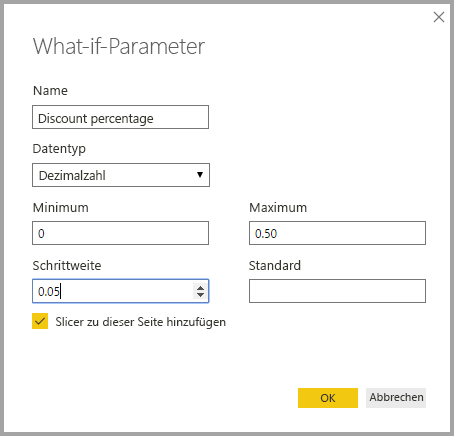 What-if-Parameter
Name
Discount percentage
Datentyp
Dezimalzahl
Minimum
Maximum
0
0.50
Schrittweite
Standard
0.05
Slicer zu dieser Seite hinzufügen
OK
Abbrechen